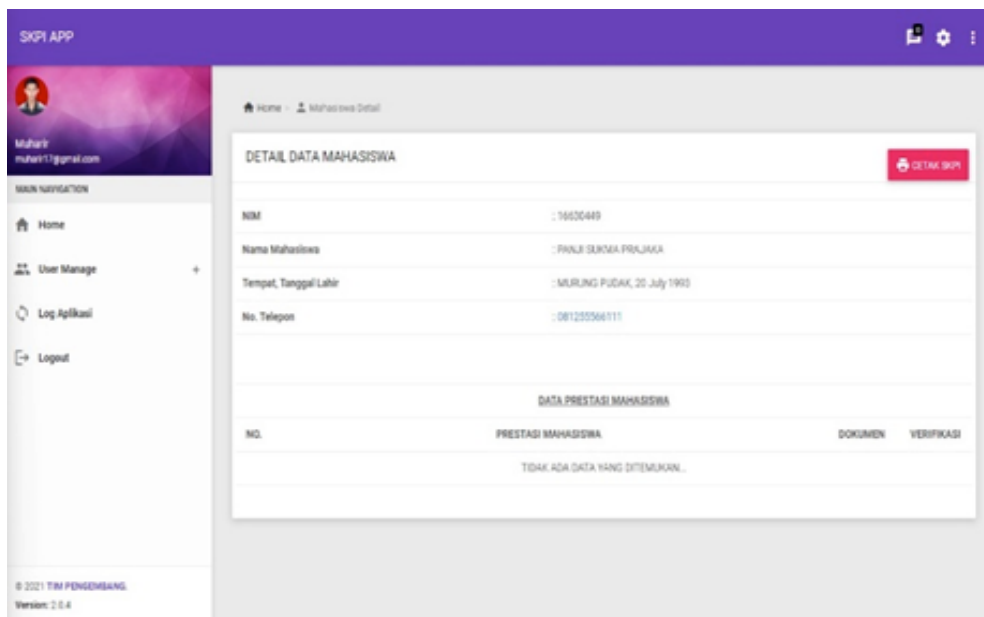 SKPI APP
0
Muharir
muharir17@gmail.com
MAIN NAVIGATION
Home
User Manage +
Log Aplikasi
Logout
© 2021 TIM PENGEMBANG.
Version: 2.0.4
Home - Mahasiswa Detail
DETAIL DATA MAHASISWA
CETAK SKPI
NIM : 16630449
Nama Mahasiswa : PANJI SUKMA PRAJAKA
Tempat, Tanggal Lahir : MURUNG PUDAK, 20 July 1993
No. Telepon : 081255566111
DATA PRESTASI MAHASISWA
NO. PRESTASI MAHASISWA DOKUMEN VERIFIKASI
TIDAK ADA DATA YANG DITEMUKAN...